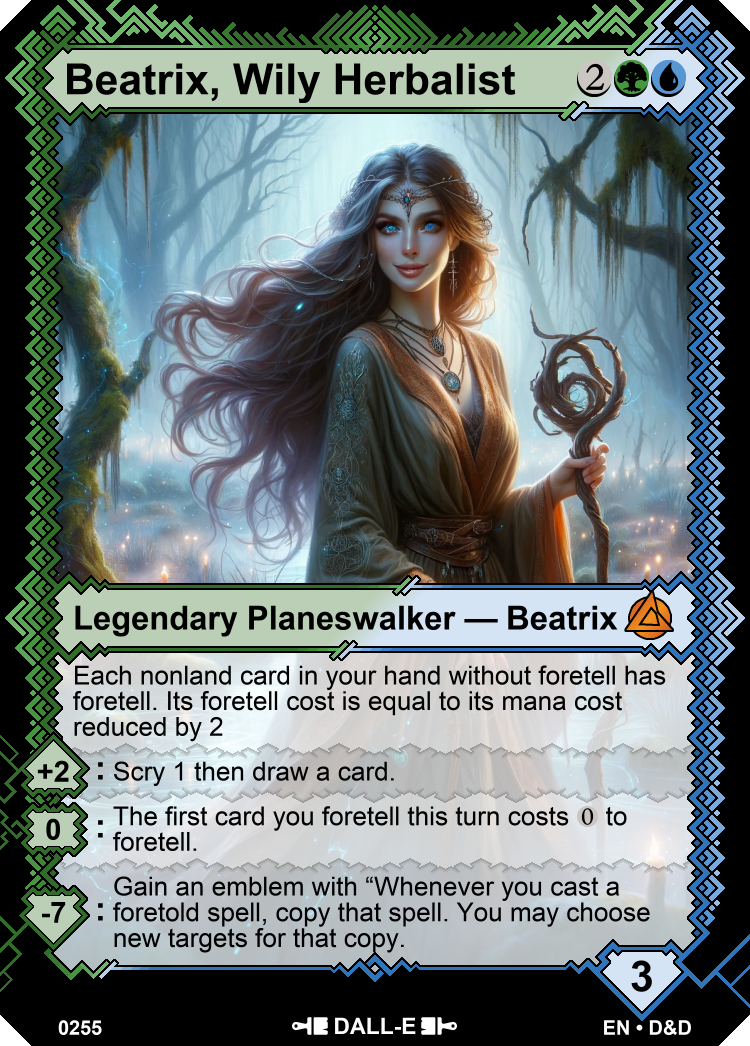 Beatrix, Wily Herbalist 2
Legendary Planeswalker — Beatrix
Each nonland card in your hand without foretell has
foretell. Its foretell cost is equal to its mana cost
reduced by 2
+2 : Scry 1 then draw a card.
0 : The first card you foretell this turn costs 0 to
foretell.
-7 : Gain an emblem with “Whenever you cast a
foretold spell, copy that spell. You may choose
new targets for that copy.
3
0255 DALL-E EN • D&D